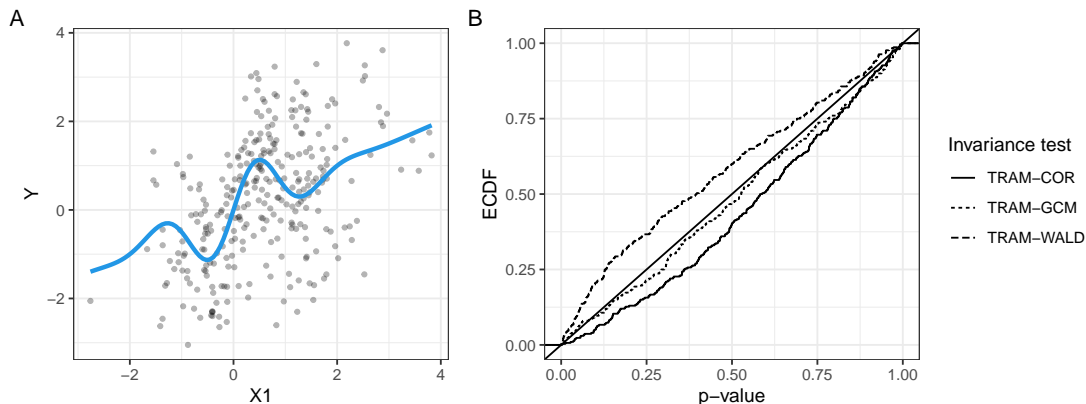 A
4
2
0
−2
Y
−2
0
2
4
X1
B
1.00
0.75
0.50
0.25
0.00
ECDF
0.00
0.25
0.50
0.75
1.00
p−value
Invariance test
TRAM−COR
TRAM−GCM
TRAM−WALD